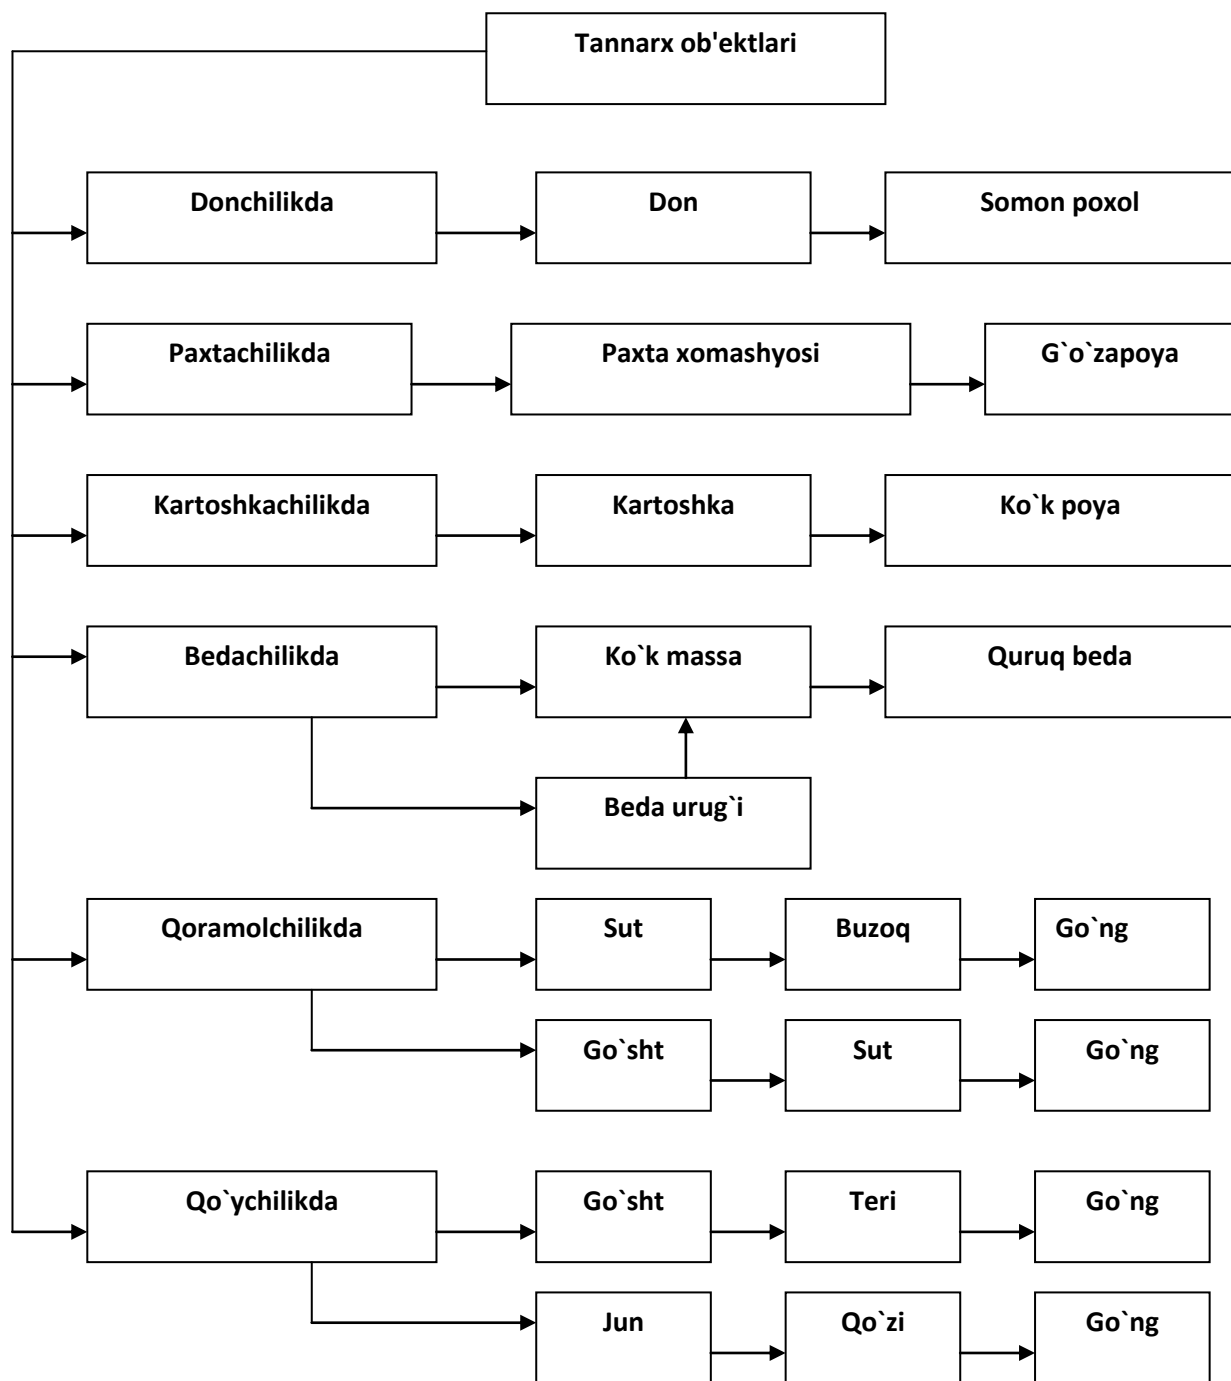 Tannarx ob'ektlari
Donchilikda
Don
Somon poxol
Paxtachilikda
Paxta xomashyosi
G`o`zapoya
Kartoshkachilikda
Kartoshka
Ko`k poya
Bedachilikda
Ko`k massa
Quruq beda
Beda urug`i
Qoramolchilikda
Sut
Buzoq
Go`ng
Go`sht
Sut
Go`ng
Qo`ychilikda
Go`sht
Teri
Go`ng
Jun
Qo`zi
Go`ng